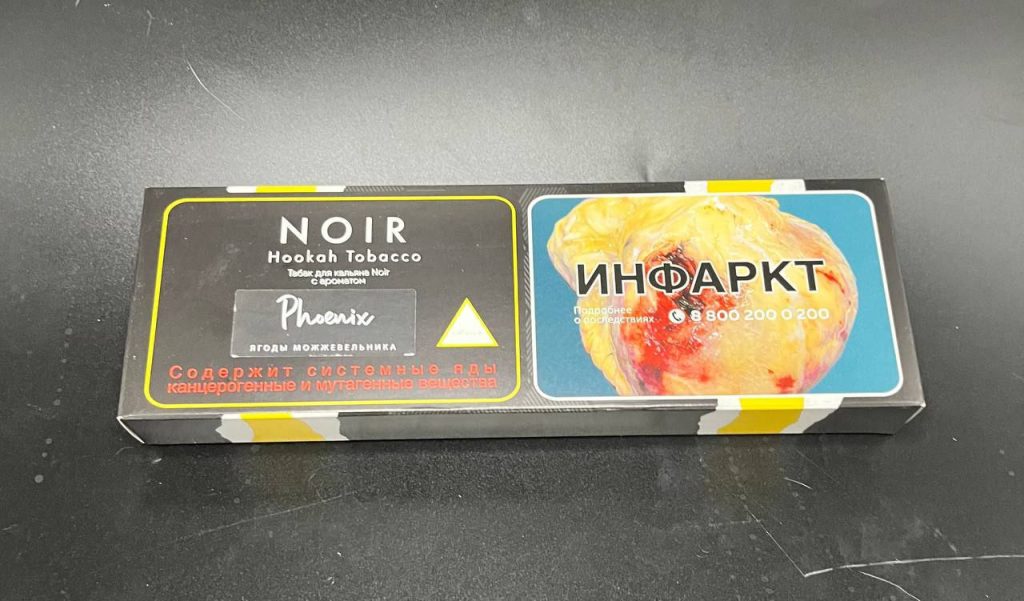 NOIR
Hookah Tobacco
Табак для кальяна Noir
с ароматом
Phoenix
ЯГОДЫ МОЖЖЕВЕЛЬНИКА
Содержит системные яды
канцерогенные и мутагенные вещества
ИНФАРКТ
Подробнее
о последствиях
8 800 200 0 200